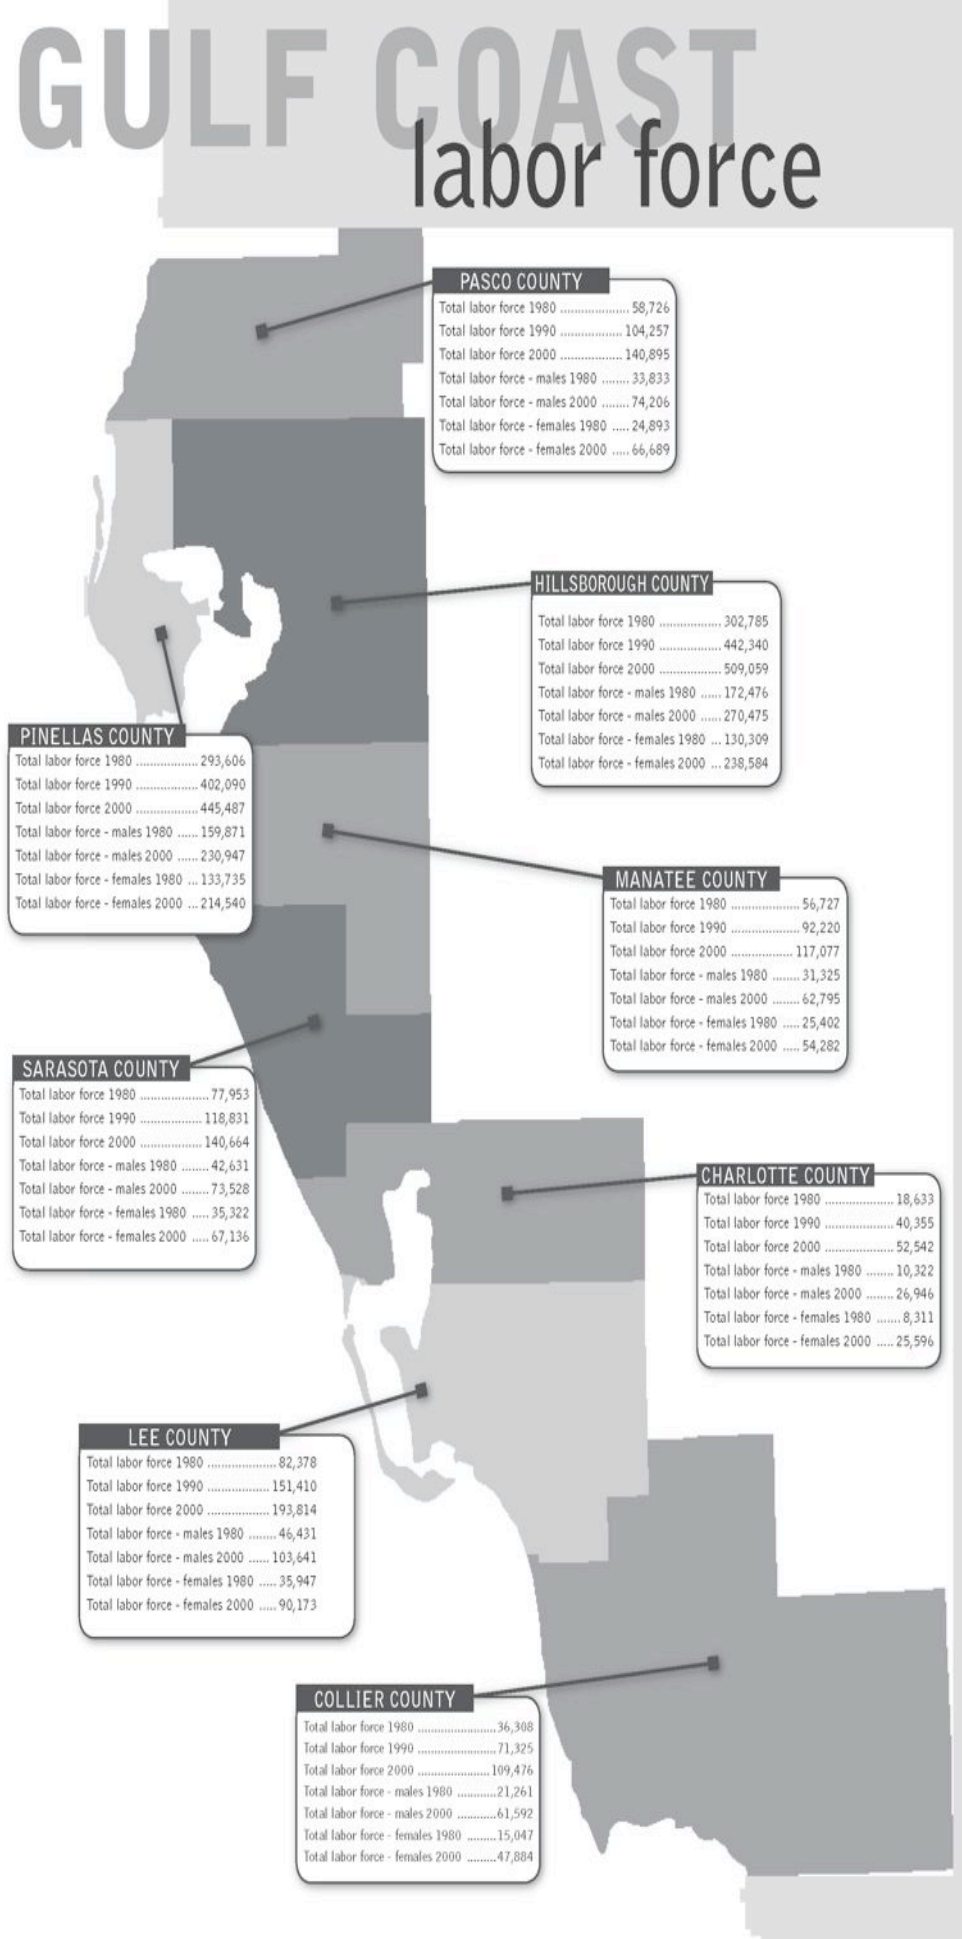 GULF COAST
labor force
PASCO COUNTY
Total labor force 1980 ..................... 58,726
Total labor force 1990 ................... 104,257
Total labor force 2000 ................... 140,895
Total labor force - males 1980 ........ 33,833
Total labor force - males 2000 ........ 74,206
Total labor force - females 1980 ..... 24,893
Total labor force - females 2000 ..... 66,689
HILLSBOROUGH COUNTY
Total labor force 1980 ................... 302,785
Total labor force 1990 ................... 442,340
Total labor force 2000 ................... 509,059
Total labor force - males 1980 ...... 172,476
Total labor force - males 2000 ...... 270,475
Total labor force - females 1980 ... 130,309
Total labor force - females 2000 ... 238,584
PINELLAS COUNTY
Total labor force 1980 ................... 293,606
Total labor force 1990 ................... 402,090
Total labor force 2000 ................... 445,487
Total labor force - males 1980 ...... 159,871
Total labor force - males 2000 ...... 230,947
Total labor force - females 1980 ... 133,735
Total labor force - females 2000 ... 214,540
MANATEE COUNTY
Total labor force 1980 ..................... 56,727
Total labor force 1990 ..................... 92,220
Total labor force 2000 ................... 117,077
Total labor force - males 1980 ........ 31,325
Total labor force - males 2000 ........ 62,795
Total labor force - females 1980 ..... 25,402
Total labor force - females 2000 ..... 54,282
SARASOTA COUNTY
Total labor force 1980 ..................... 77,953
Total labor force 1990 ................... 118,831
Total labor force 2000 ................... 140,664
Total labor force - males 1980 ........ 42,631
Total labor force - males 2000 ........ 73,528
Total labor force - females 1980 ..... 35,322
Total labor force - females 2000 ..... 67,136
CHARLOTTE COUNTY
Total labor force 1980 ..................... 18,633
Total labor force 1990 ..................... 40,355
Total labor force 2000 ..................... 52,542
Total labor force - males 1980 ........ 10,322
Total labor force - males 2000 ........ 26,946
Total labor force - females 1980 ....... 8,311
Total labor force - females 2000 ..... 25,596
LEE COUNTY
Total labor force 1980 ..................... 82,378
Total labor force 1990 ................... 151,410
Total labor force 2000 ................... 193,814
Total labor force - males 1980 ........ 46,431
Total labor force - males 2000 ...... 103,641
Total labor force - females 1980 ..... 35,947
Total labor force - females 2000 ..... 90,173
COLLIER COUNTY
Total labor force 1980 ........................36,308
Total labor force 1990 ........................71,325
Total labor force 2000 ......................109,476
Total labor force - males 1980 ............21,261
Total labor force - males 2000 ............61,592
Total labor force - females 1980 .........15,047
Total labor force - females 2000 .........47,884